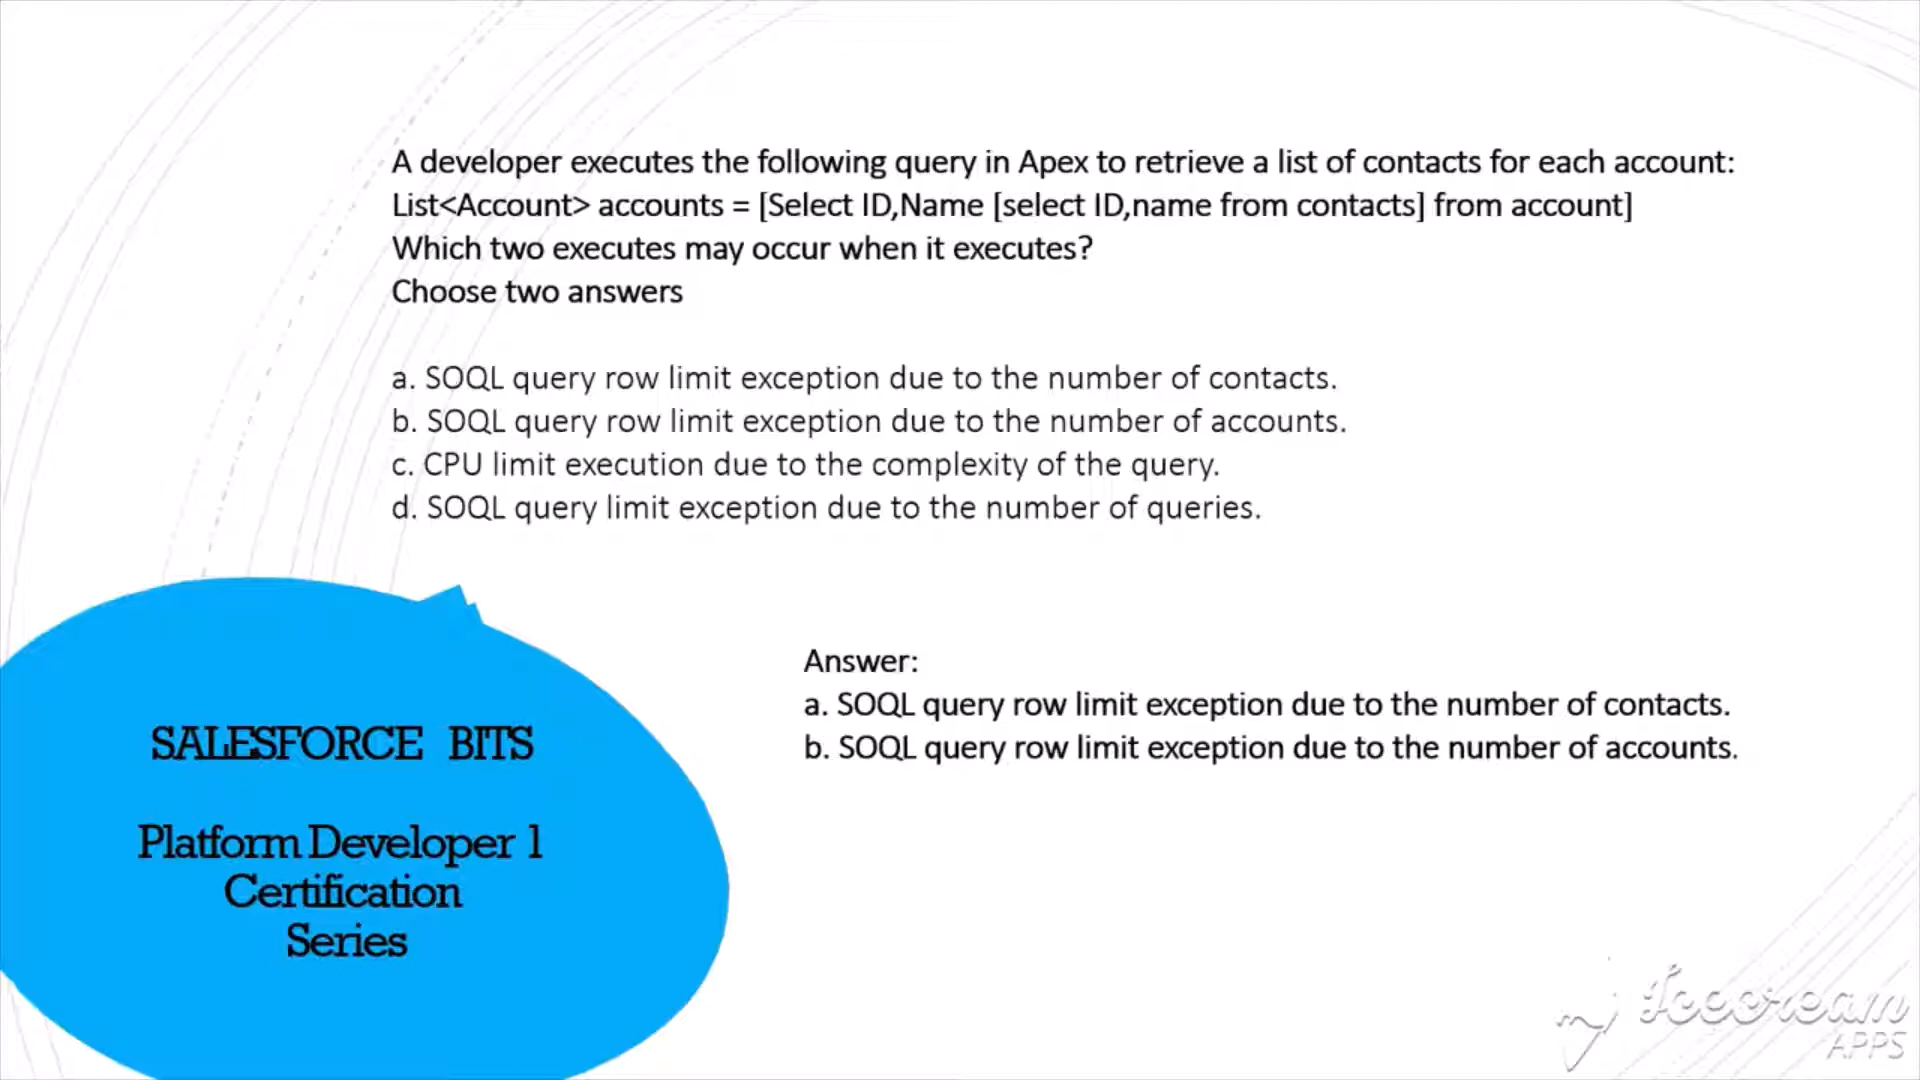 A developer executes the following query in Apex to retrieve a list of contacts for each account:
List<Account> accounts = [Select ID,Name [select ID,name from contacts] from account]
Which two executes may occur when it executes?
Choose two answers
a. SOQL query row limit exception due to the number of contacts.
b. SOQL query row limit exception due to the number of accounts.
c. CPU limit execution due to the complexity of the query.
d. SOQL query limit exception due to the number of queries.
Answer:
a. SOQL query row limit exception due to the number of contacts.
b. SOQL query row limit exception due to the number of accounts.
SALESFORCE BITS
Platform Developer 1
Certification
Series
Icecream
APPS